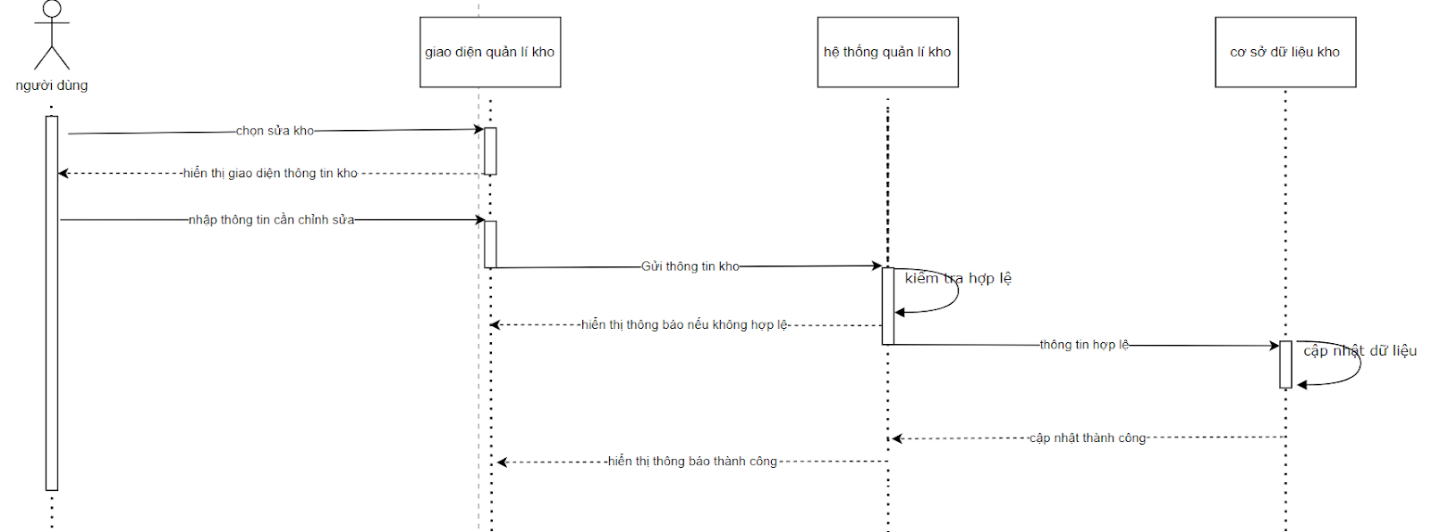 giao diện quản lí kho
hệ thống quản lí kho
cơ sở dữ liệu kho
người dùng
chọn sửa kho
hiển thị giao diện thông tin kho
nhập thông tin cần chỉnh sửa
Gửi thông tin kho
kiểm tra hợp lệ
hiển thị thông báo nếu không hợp lệ
thông tin hợp lệ
cập nhật dữ liệu
cập nhật thành công
hiển thị thông báo thành công